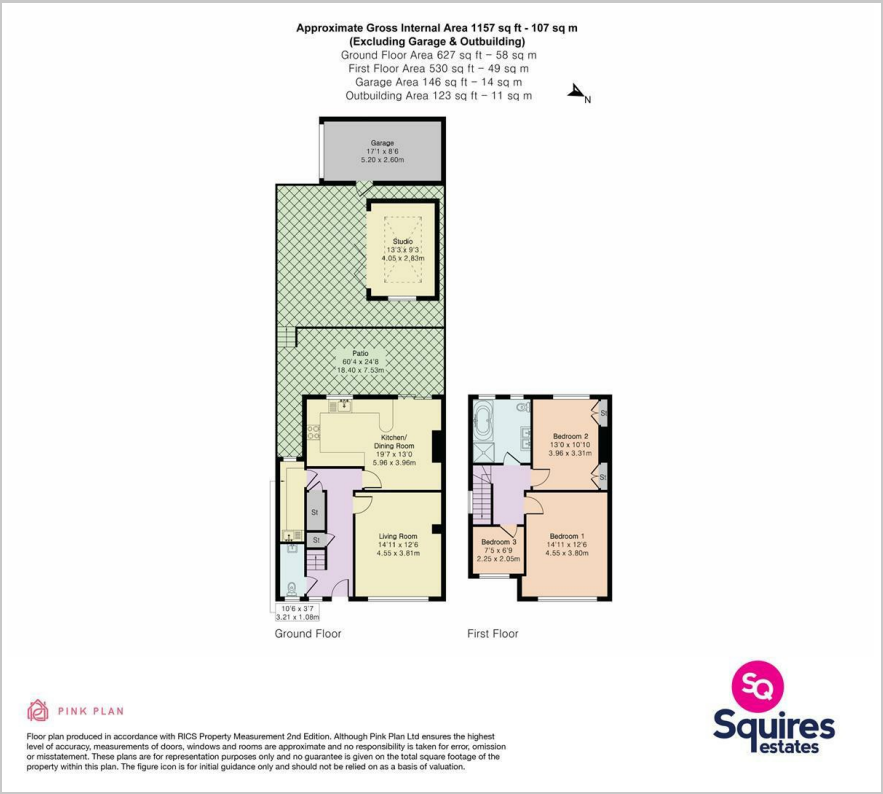 Approximate Gross Internal Area 1157 sq ft - 107 sq m
(Excluding Garage & Outbuilding)
Ground Floor Area 627 sq ft – 58 sq m
First Floor Area 530 sq ft – 49 sq m
Garage Area 146 sq ft – 14 sq m
Outbuilding Area 123 sq ft – 11 sq m
N
Garage
17'1 x 8'6
5.20 x 2.60m
Studio
13'3 x 9'3
4.05 x 2,83m
Patio
60'4 x 24'8
18.40 x 7.53m
Kitchen/
Dining Room
19'7 x 13'0
5.96 x 3.96m
St
St
Living Room
14'11 x 12'6
4.55 x 3.81m
10'6 x 3'7
3.21 x 1.08m
Ground Floor
St
Bedroom 2
13'0 x 10'10
3.96 x 3.31m
St
Bedroom 3
7'5 x 6'9
2.25 x 2.05m
Bedroom 1
14'11 x 12'6
4.55 x 3.80m
First Floor
PINK PLAN
Floor plan produced in accordance with RICS Property Measurement 2nd Edition. Although Pink Plan Ltd ensures the highest
level of accuracy, measurements of doors, windows and rooms are approximate and no responsibility is taken for error, omission
or misstatement. These plans are for representation purposes only and no guarantee is given on the total square footage of the
property within this plan. The figure icon is for initial guidance only and should not be relied on as a basis of valuation.
SQ
Squires
estates